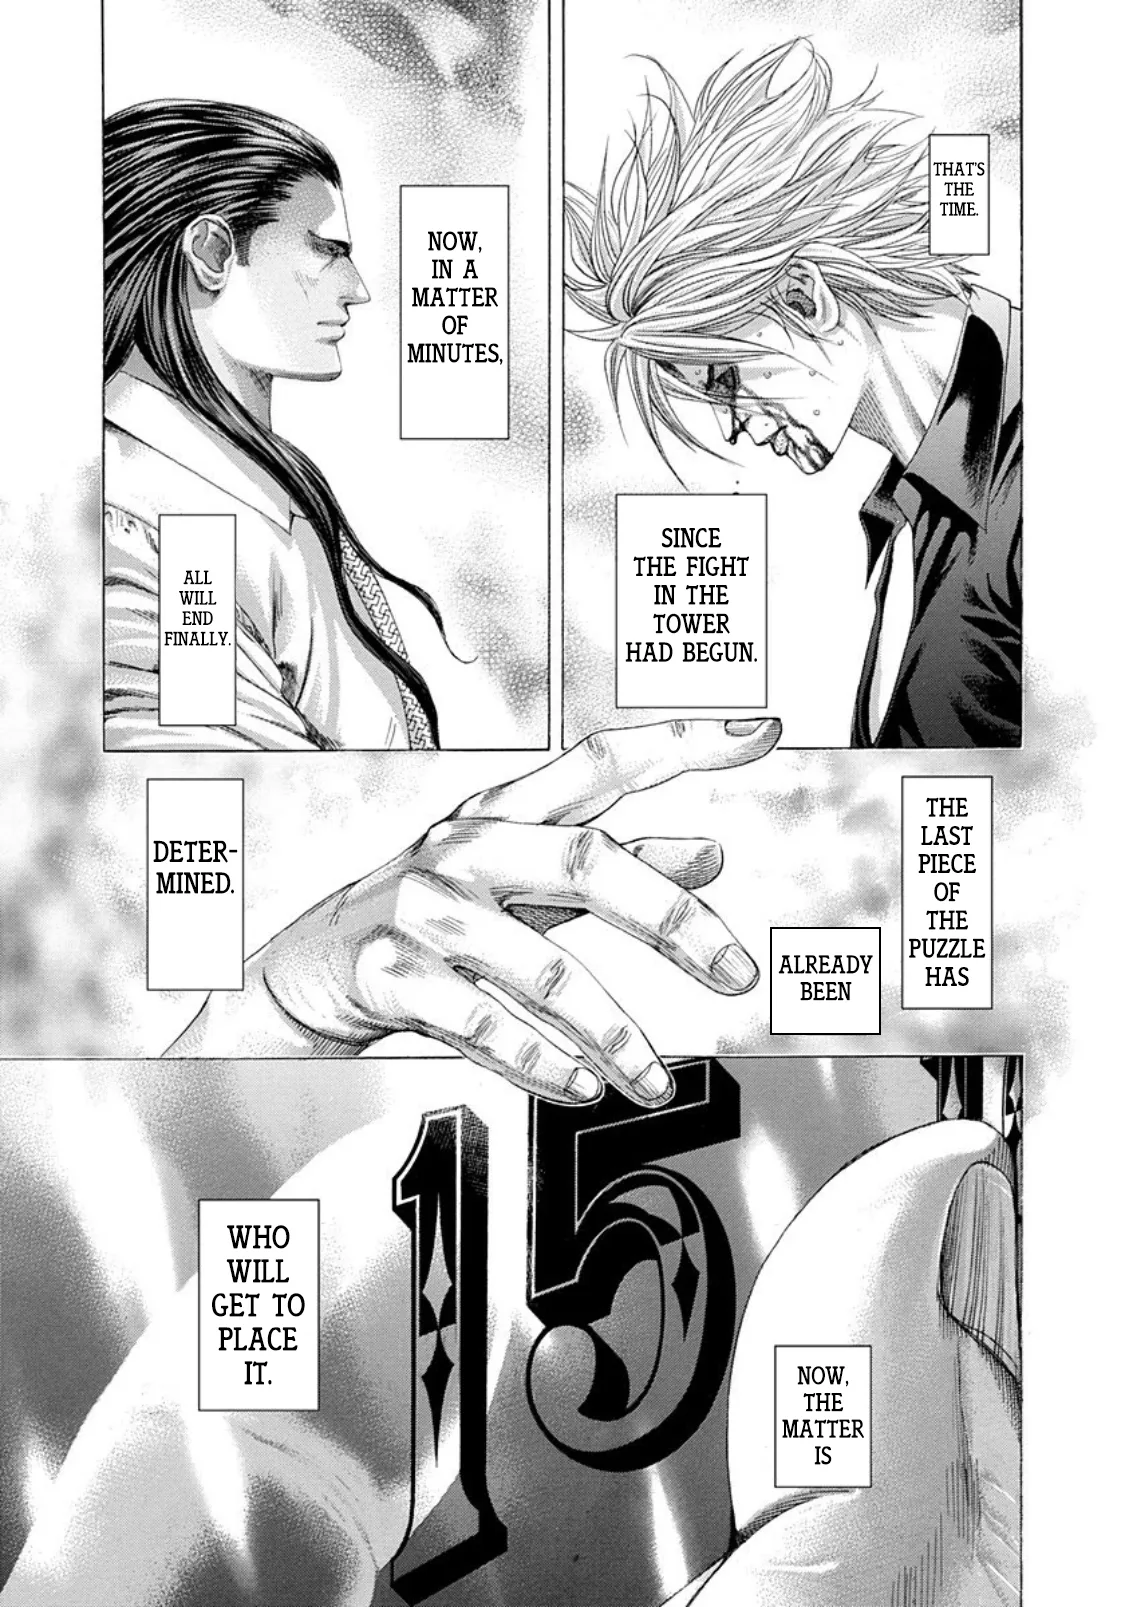 THAT'S
THE
TIME.
SINCE
THE FIGHT
IN THE
TOWER
HAD BEGUN.
NOW,
IN A
MATTER
OF
MINUTES,
ALL
WILL
END
FINALLY.
THE
LAST
PIECE
OF
THE
PUZZLE
HAS
ALREADY
BEEN
DETER-
MINED.
15
NOW,
THE
MATTER
IS
WHO
WILL
GET TO
PLACE
IT.